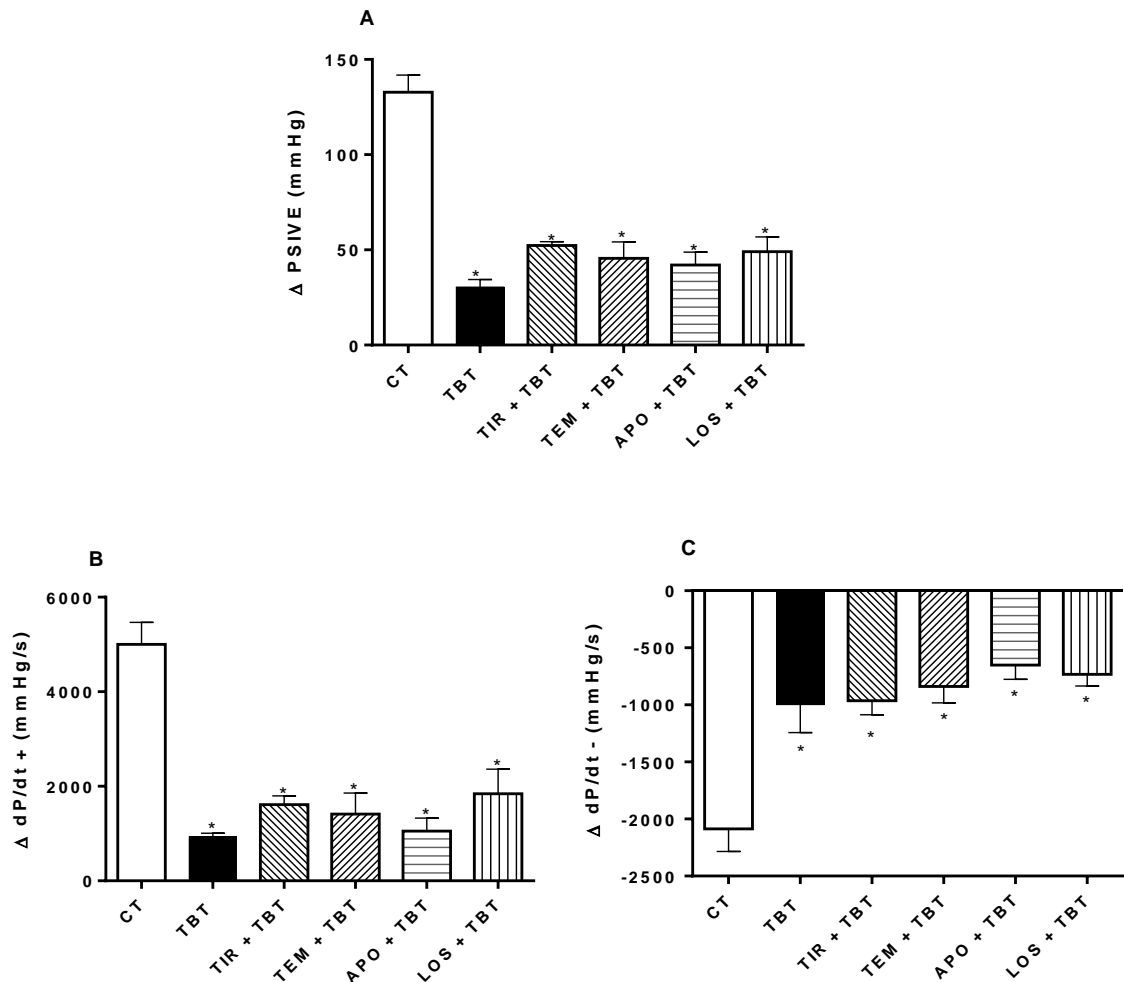 A
Δ PSIVE (mmHg)
150
100
50
0
*
*
*
*
*
CT
TBT
TIR + TBT
TEM + TBT
APO + TBT
LOS + TBT
B
Δ dP/dt + (mmHg/s)
6000
4000
2000
0
*
*
*
*
*
CT
TBT
TIR + TBT
TEM + TBT
APO + TBT
LOS + TBT
C
Δ dP/dt - (mmHg/s)
0
-500
-1000
-1500
-2000
-2500
*
*
*
*
*
CT
TBT
TIR + TBT
TEM + TBT
APO + TBT
LOS + TBT